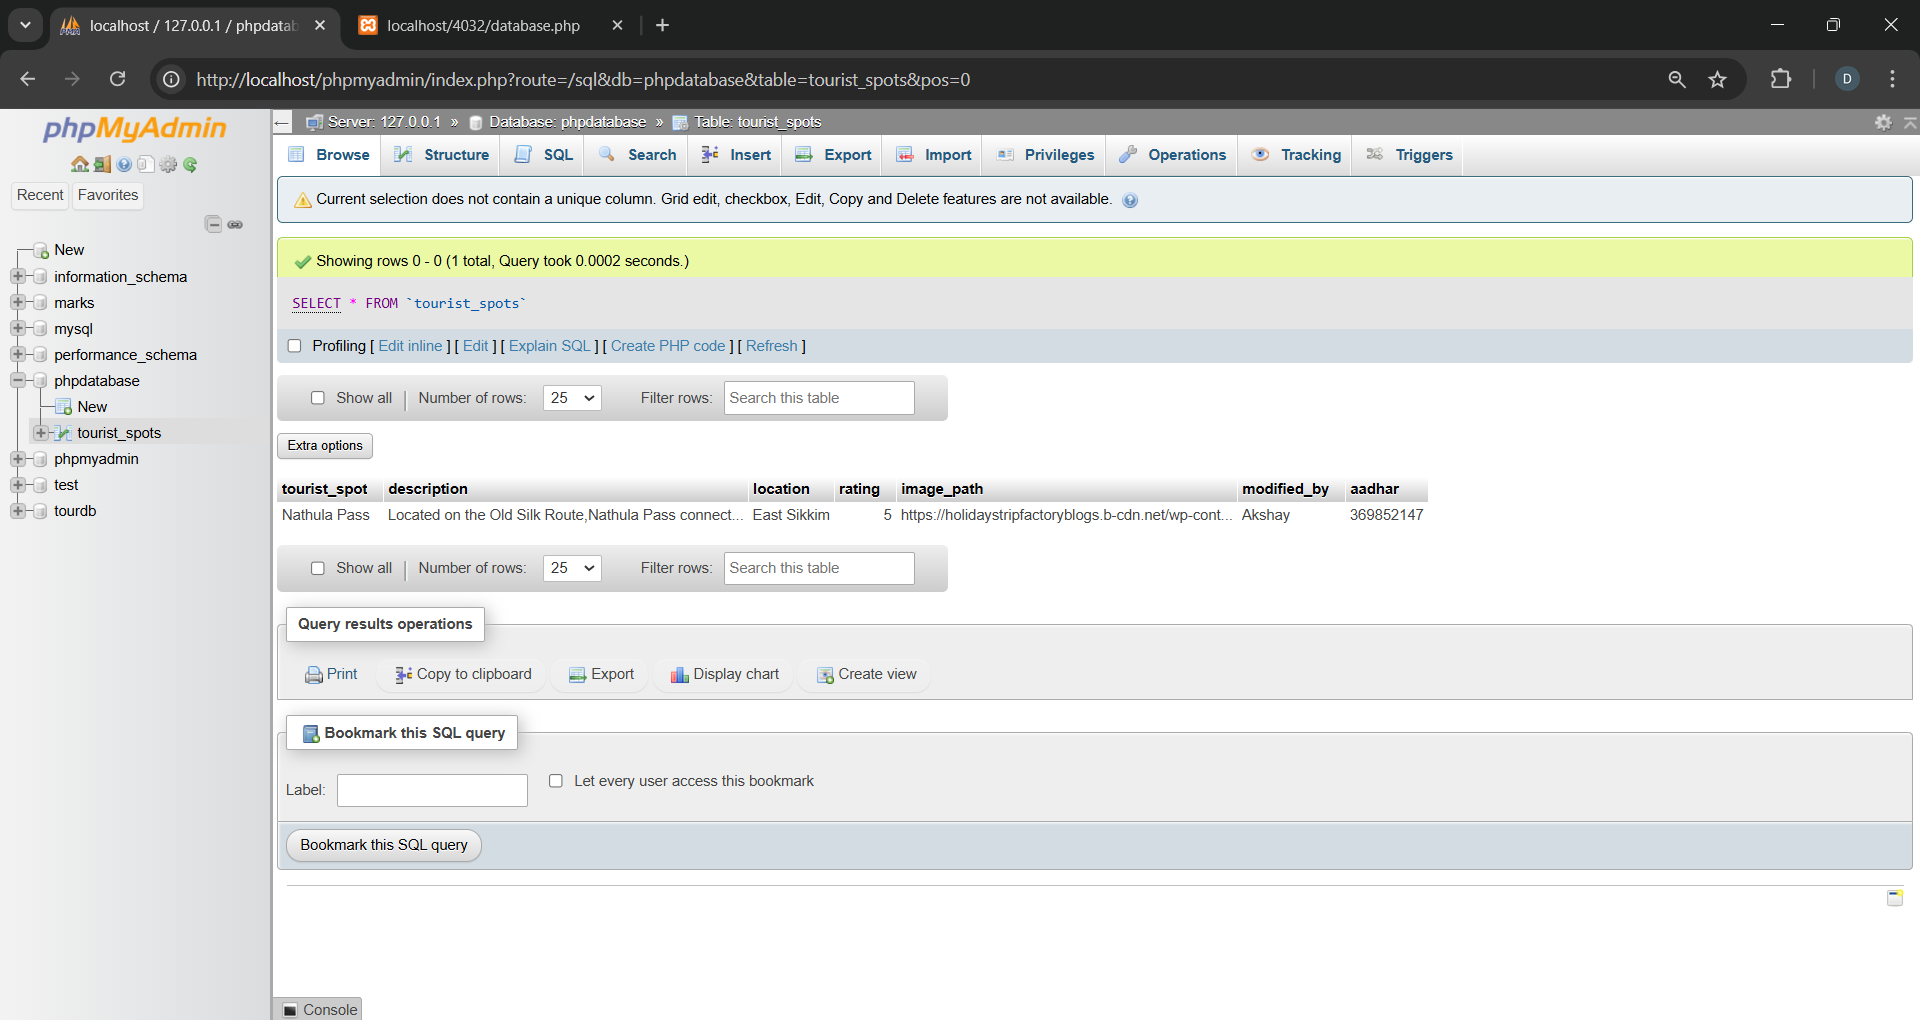 localhost / 127.0.0.1 / phpdatab
localhost/4032/database.php
http://localhost/phpmyadmin/index.php?route=/sql&db=phpdatabase&table=tourist_spots&pos=0
D
phpMyAdmin
Recent
Favorites
New
information_schema
marks
mysql
performance_schema
phpdatabase
New
tourist_spots
phpmyadmin
test
tourdb
Server: 127.0.0.1 » Database: phpdatabase » Table: tourist_spots
Browse Structure SQL Search Insert Export Import Privileges Operations Tracking Triggers
Current selection does not contain a unique column. Grid edit, checkbox, Edit, Copy and Delete features are not available.
Showing rows 0 - 0 (1 total, Query took 0.0002 seconds.)
SELECT * FROM `tourist_spots`
Profiling [ Edit inline ] [ Edit ] [ Explain SQL ] [ Create PHP code ] [ Refresh ]
Show all | Number of rows: 25 Filter rows: Search this table
Extra options
tourist_spot description location rating image_path modified_by aadhar
Nathula Pass Located on the Old Silk Route,Nathula Pass connect... East Sikkim 5 https://holidaystripfactoryblogs.b-cdn.net/wp-cont... Akshay 369852147
Show all | Number of rows: 25 Filter rows: Search this table
Query results operations
Print Copy to clipboard Export Display chart Create view
Bookmark this SQL query
Label: Let every user access this bookmark
Bookmark this SQL query
Console